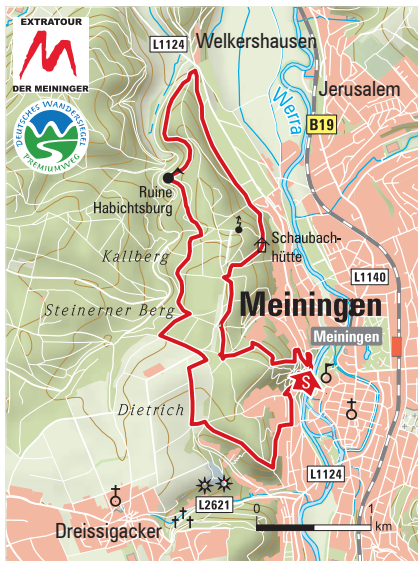 EXTRATOUR
M
DER MEININGER
DEUTSCHES WANDERSIEGEL
PREMIUMWEG
L1124
Welkershausen
Jerusalem
Werra
B19
Ruine
Habichtsburg
Schaubach-
hütte
Kallberg
L1140
Steinerner Berg
Meiningen
Meiningen
S
Dietrich
L1124
L2621
Dreissigacker
0
1
km